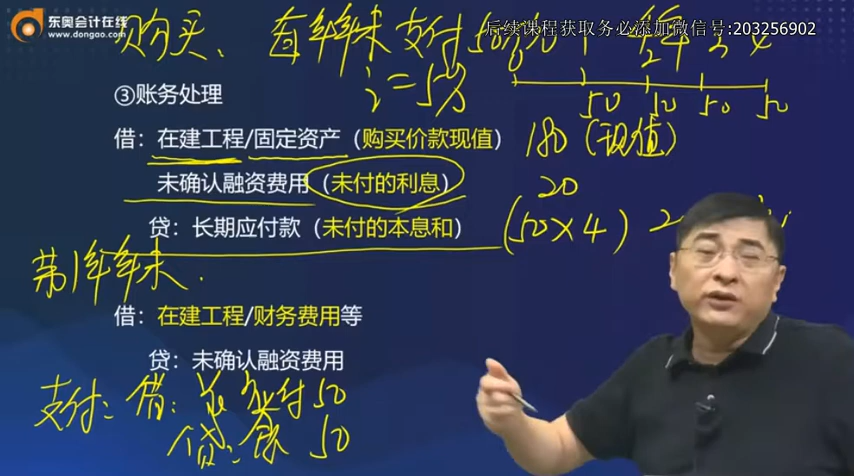 东奥会计在线
www.dongao.com
后续课程获取务必添加微信号:203256902
购买: 每年年末支付50万元 1 2年 3 4
i=5% 0 50 50 50 50
③账务处理
借：在建工程/固定资产（购买价款现值） 180 (现值)
未确认融资费用（未付的利息） 20
贷：长期应付款（未付的本息和） (50×4)
第1年年末.
借：在建工程/财务费用等
贷：未确认融资费用
支付: 借: 长应付 50
贷: 银 50